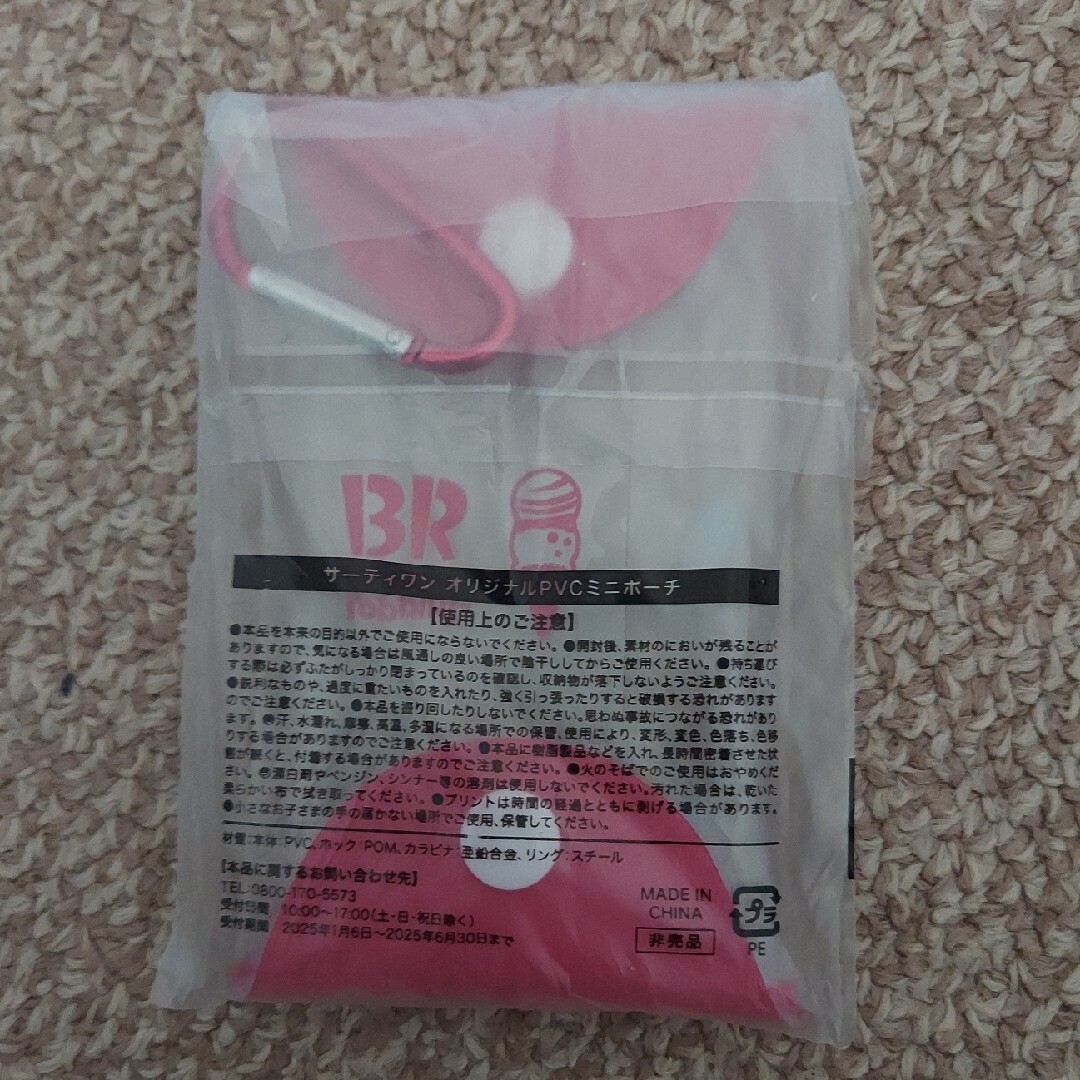 BR
サーティワン オリジナルPVCミニポーチ
【使用上のご注意】
●本品を本来の目的以外でご使用にならないでください。●開封後、素材のにおいが残ることが
ありますので、気になる場合は風通しの良い場所で陰干ししてからご使用ください。●持ち運び
する際は必ずふたがしっかり閉まっているのを確認し、収納物が落下しないようご注意ください。
●鋭利なものや、過度に重たいものを入れたり、強く引っ張ったりすると破損する恐れがあります
のでご注意ください。●本品を振り回したりしないでください。思わぬ事故につながる恐れがあり
ます。●汗、水濡れ、摩擦、高温、多湿になる場所での保管、使用により、変形、変色、色落ち、色移
りする場合がありますのでご注意ください。●本品に樹脂製品などを入れ、長時間密着させた状
態が続くと、付着する場合がありますのでご注意ください。●火のそばでのご使用はおやめくだ
さい。●漂白剤やベンジン、シンナー等の溶剤は使用しないでください。汚れた場合は、乾いた
柔らかい布で拭き取ってください。●プリントは時間の経過とともに剥げる場合があります。
●小さなお子さまの手の届かない場所でご使用、保管してください。
材質:本体:PVC、ホック:POM、カラビナ:亜鉛合金、リング:スチール
【本品に関するお問い合わせ先】
TEL:0800-170-5573
受付日間 10:00〜17:00(土・日・祝日除く)
受付期間 2025年1月6日〜2025年6月30日まで
MADE IN
CHINA
非売品
プラ
PE